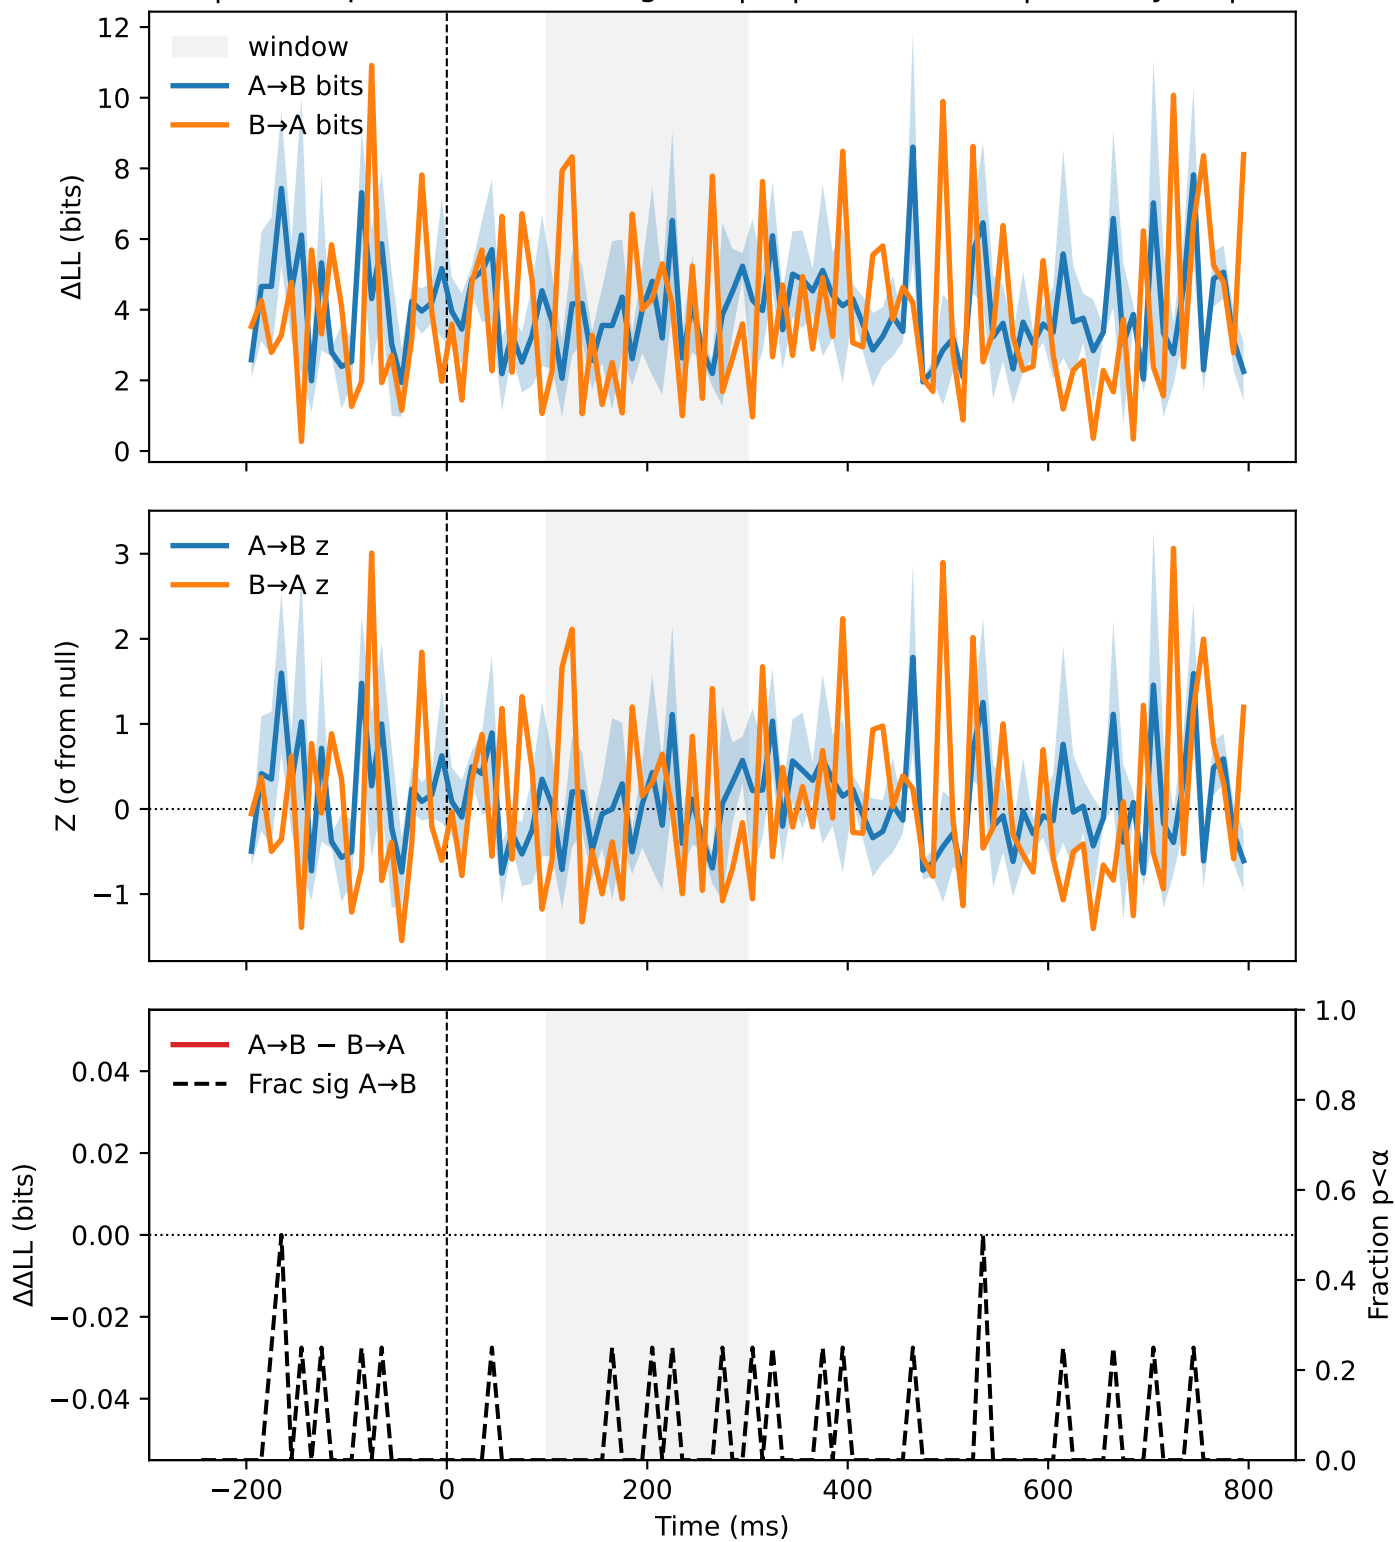 12
10
8
6
4
2
0
ΔLL (bits)
window
A→B bits
B→A bits
3
2
1
0
−1
Z (σ from null)
A→B z
B→A z
0.04
0.02
0.00
−0.02
−0.04
ΔΔLL (bits)
A→B − B→A
Frac sig A→B
1.0
0.8
0.6
0.4
0.2
0.0
Fraction p<α
−200 0 200 400 600 800
Time (ms)